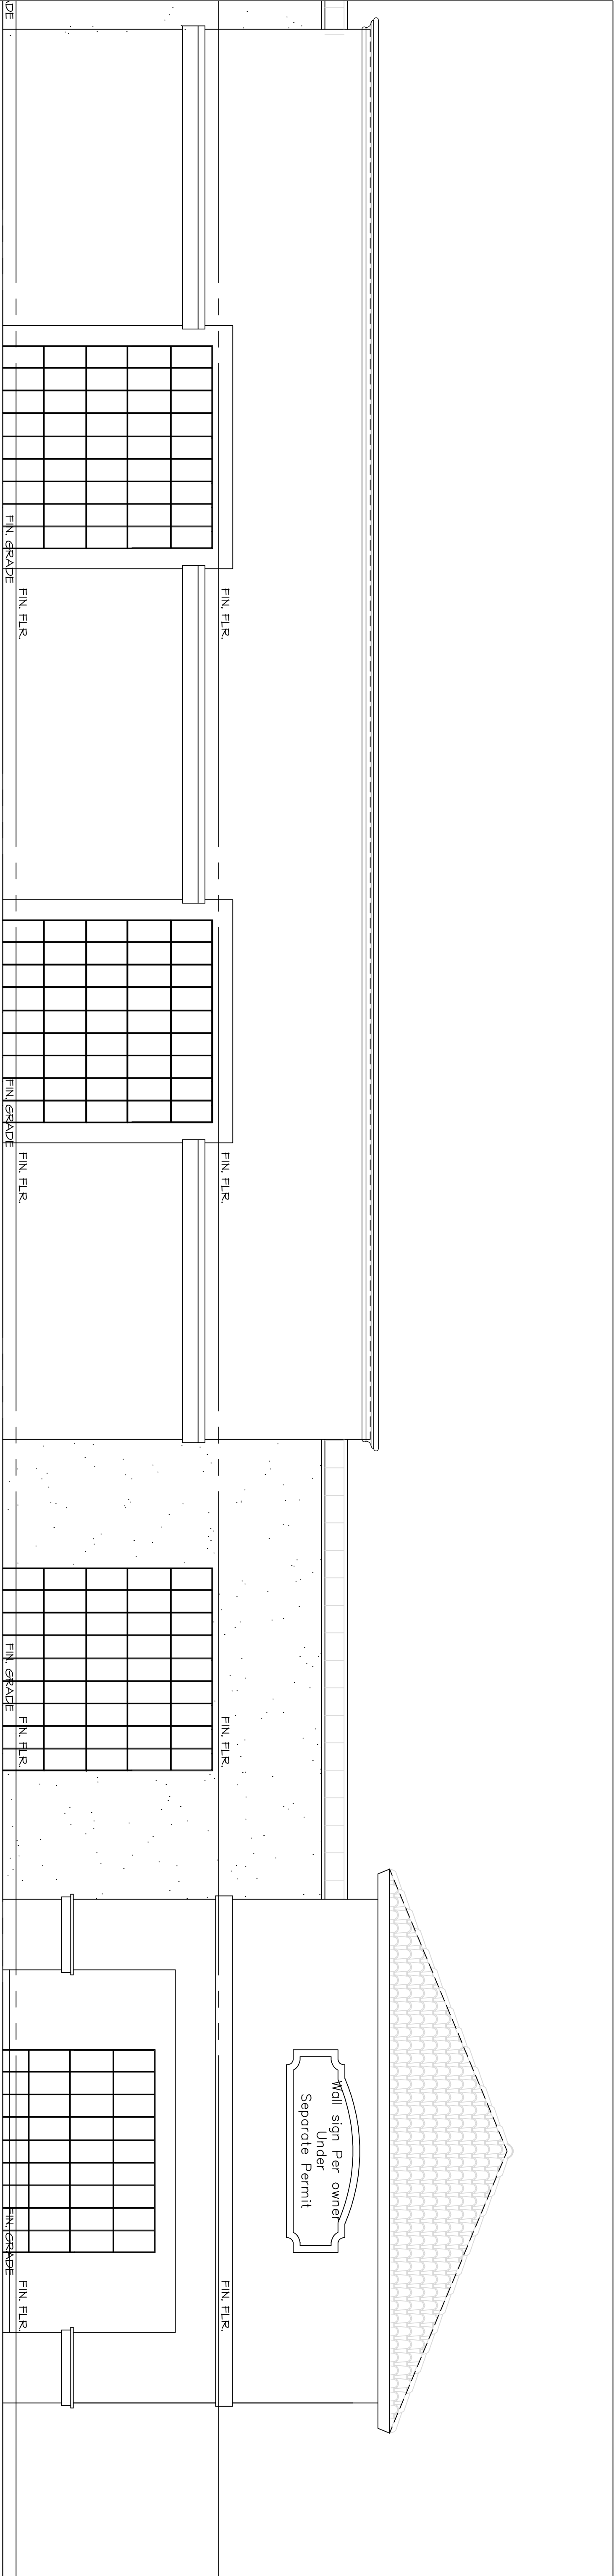 DE
FIN. FLR.
FIN. FLR.
FIN. GRADE
FIN. FLR.
FIN. FLR.
FIN. GRADE
FIN. FLR.
FIN. FLR.
FIN. GRADE
Wall sign Per owner
Under
Separate Permit
FIN. FLR.
FIN. FLR.
FIN. GRADE